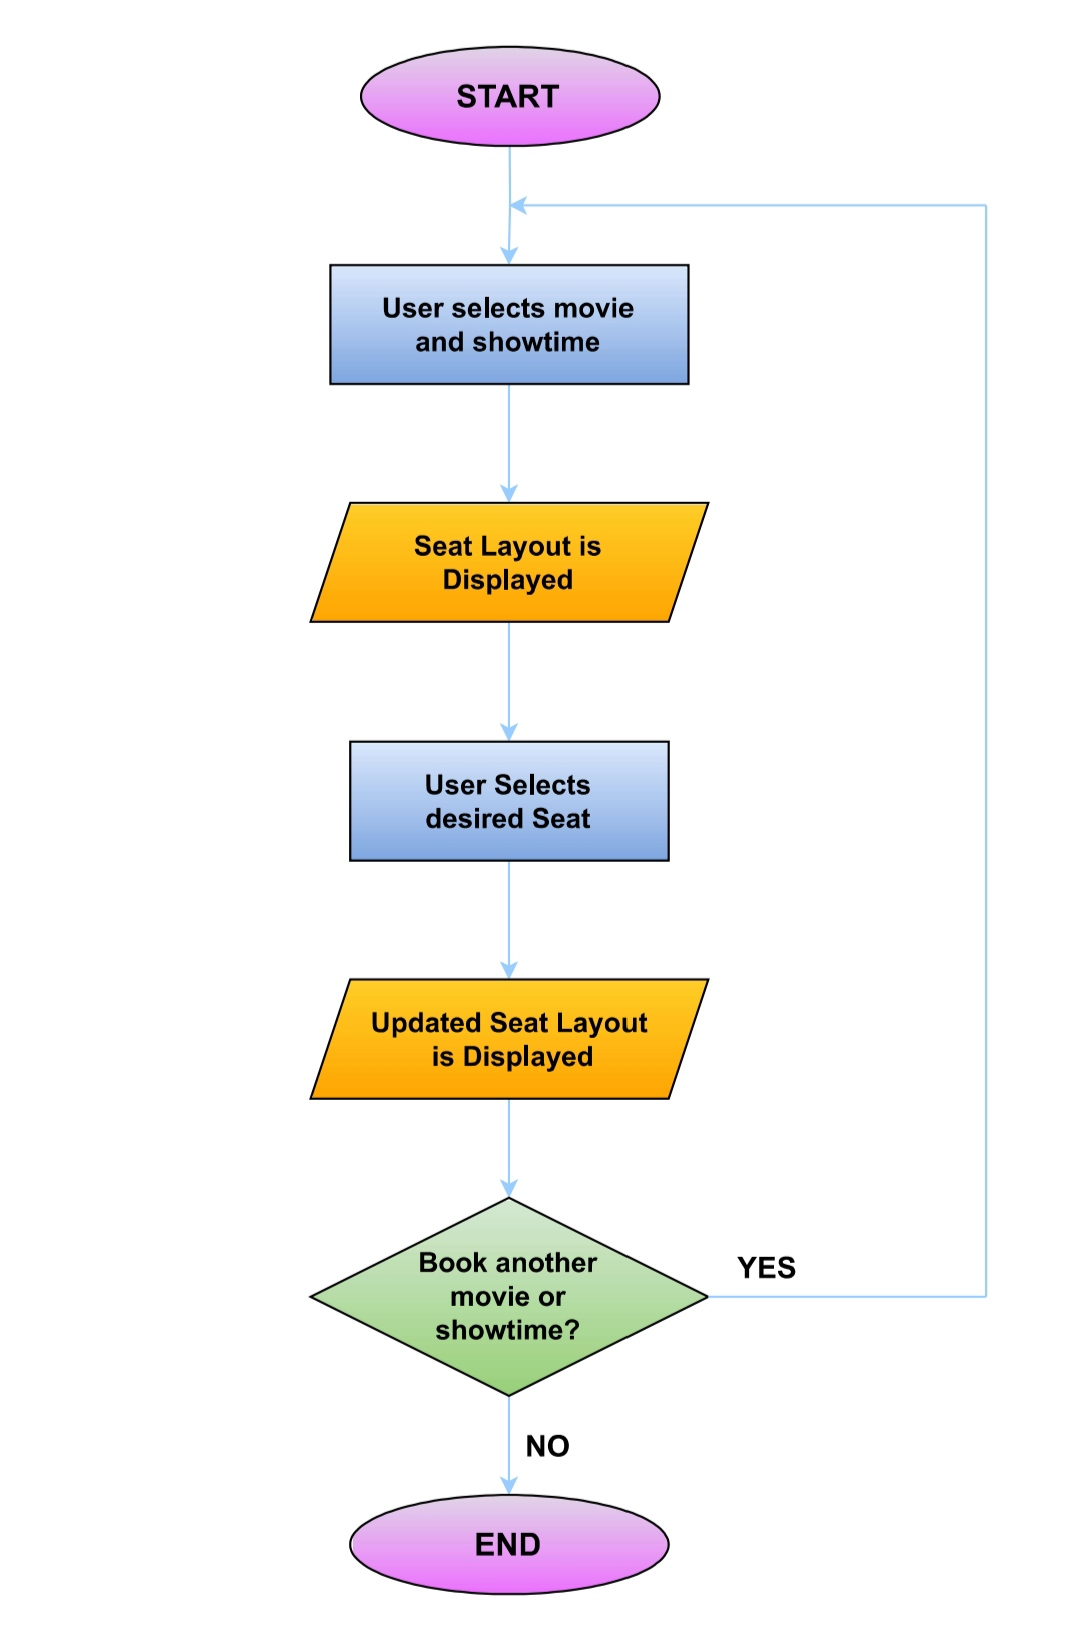 START
User selects movie
and showtime
Seat Layout is
Displayed
User Selects
desired Seat
Updated Seat Layout
is Displayed
Book another
movie or
showtime?
YES
NO
END